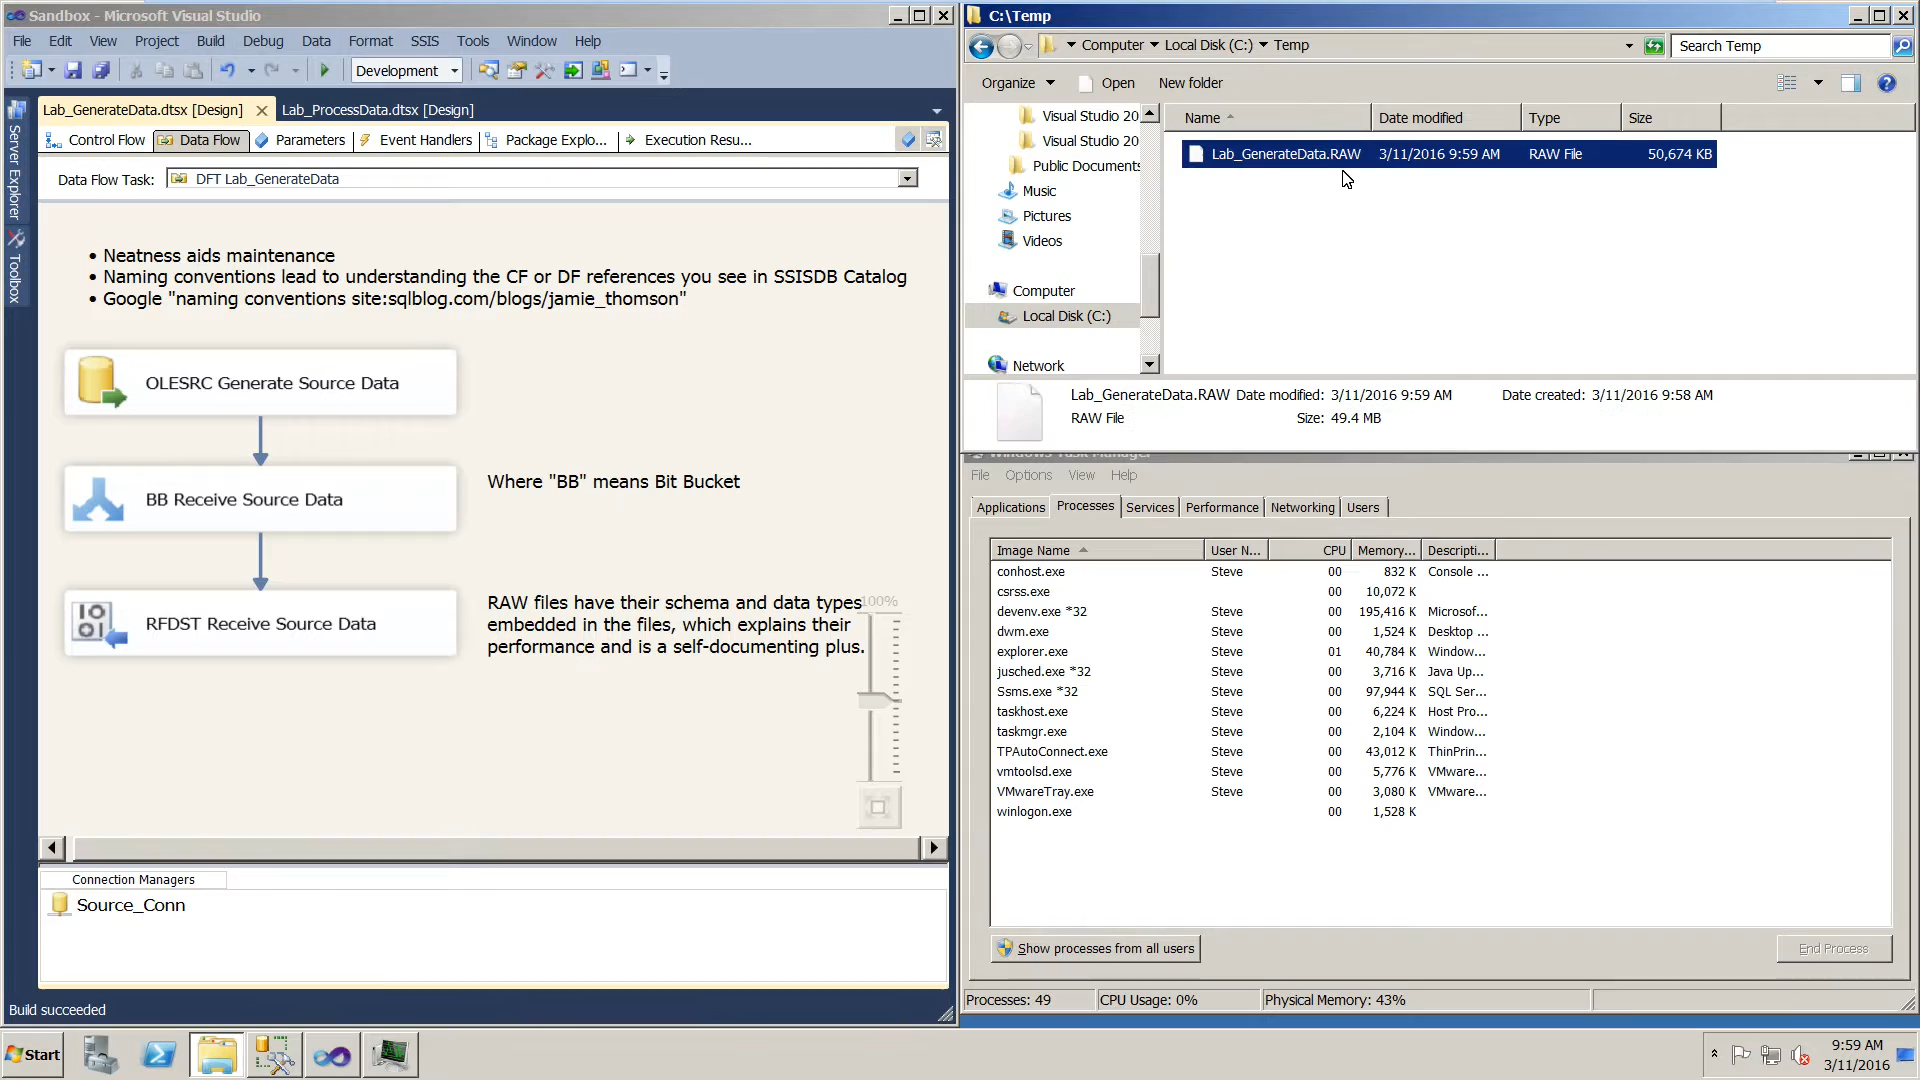 Sandbox - Microsoft Visual Studio
File Edit View Project Build Debug Data Format SSIS Tools Window Help
Development
Lab_GenerateData.dtsx [Design] Lab_ProcessData.dtsx [Design]
Control Flow Data Flow Parameters Event Handlers Package Explo... Execution Resu...
Data Flow Task: DFT Lab_GenerateData
Server Explorer
Toolbox
• Neatness aids maintenance
• Naming conventions lead to understanding the CF or DF references you see in SSISDB Catalog
• Google "naming conventions site:sqlblog.com/blogs/jamie_thomson"
OLESRC Generate Source Data
BB Receive Source Data
Where "BB" means Bit Bucket
RFDST Receive Source Data
RAW files have their schema and data types
embedded in the files, which explains their
performance and is a self-documenting plus.
100%
Connection Managers
Source_Conn
Build succeeded
C:\Temp
Computer Local Disk (C:) Temp
Search Temp
Organize Open New folder
Visual Studio 20
Visual Studio 20
Public Documents
Music
Pictures
Videos
Computer
Local Disk (C:)
Network
Name Date modified Type Size
Lab_GenerateData.RAW 3/11/2016 9:59 AM RAW File 50,674 KB
Lab_GenerateData.RAW Date modified: 3/11/2016 9:59 AM Date created: 3/11/2016 9:58 AM
RAW File Size: 49.4 MB
Windows Task Manager
File Options View Help
Applications Processes Services Performance Networking Users
Image Name User N... CPU Memory... Descripti...
conhost.exe Steve 00 832 K Console ...
csrss.exe 00 10,072 K
devenv.exe *32 Steve 00 195,416 K Microsof...
dwm.exe Steve 00 1,524 K Desktop ...
explorer.exe Steve 01 40,784 K Window...
jusched.exe *32 Steve 00 3,716 K Java Up...
Ssms.exe *32 Steve 00 97,944 K SQL Ser...
taskhost.exe Steve 00 6,224 K Host Pro...
taskmgr.exe Steve 00 2,104 K Window...
TPAutoConnect.exe Steve 00 43,012 K ThinPrin...
vmtoolsd.exe Steve 00 5,776 K VMware...
VMwareTray.exe Steve 00 3,080 K VMware...
winlogon.exe 00 1,528 K
Show processes from all users
End Process
Processes: 49 CPU Usage: 0% Physical Memory: 43%
Start
9:59 AM
3/11/2016